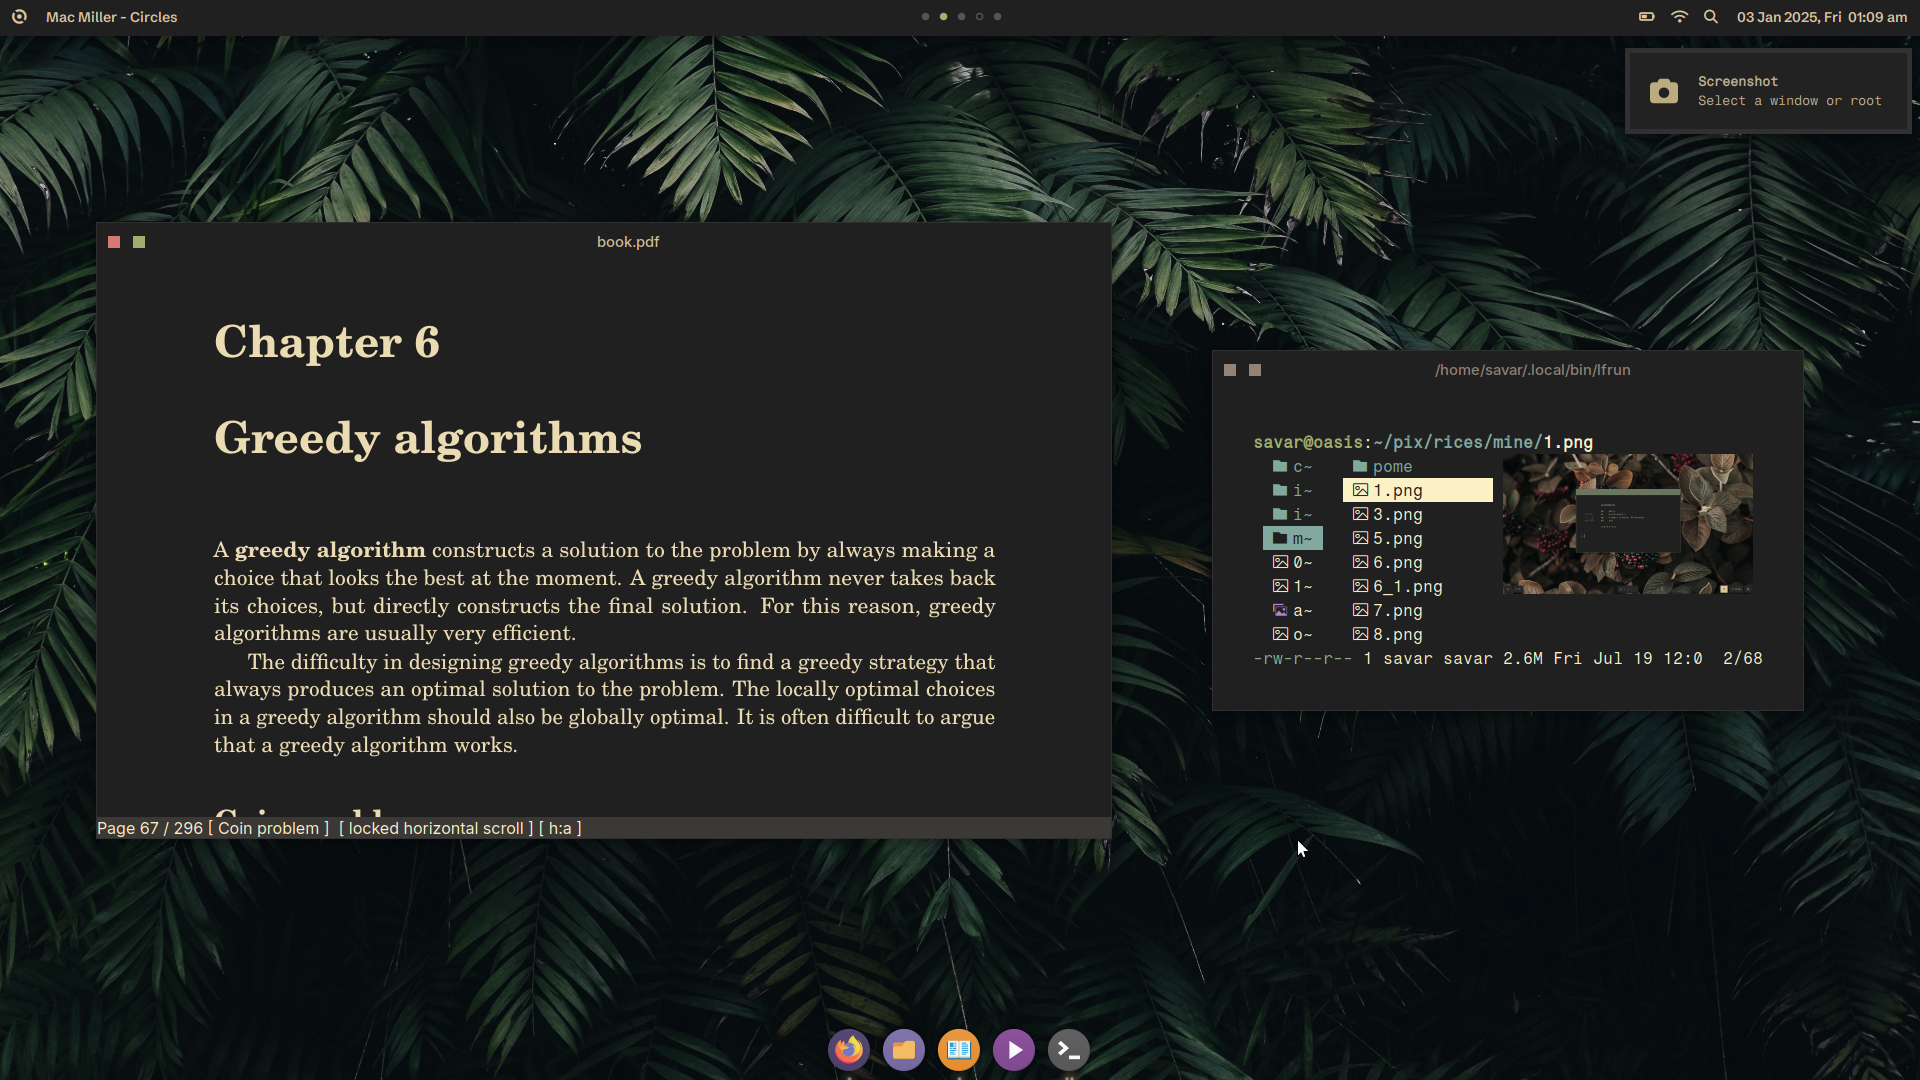 Mac Miller - Circles
03 Jan 2025, Fri 01:09 am
Screenshot
Select a window or root
book.pdf
Chapter 6
Greedy algorithms
A greedy algorithm constructs a solution to the problem by always making a
choice that looks the best at the moment. A greedy algorithm never takes back
its choices, but directly constructs the final solution. For this reason, greedy
algorithms are usually very efficient.
The difficulty in designing greedy algorithms is to find a greedy strategy that
always produces an optimal solution to the problem. The locally optimal choices
in a greedy algorithm should also be globally optimal. It is often difficult to argue
that a greedy algorithm works.
Page 67 / 296 [ Coin problem ] [ locked horizontal scroll ] [ h:a ]
/home/savar/.local/bin/lfrun
savar@oasis:~/pix/rices/mine/1.png
c~ pome
i~ 1.png
i~ 3.png
m~ 5.png
0~ 6.png
1~ 6_1.png
a~ 7.png
o~ 8.png
-rw-r--r-- 1 savar savar 2.6M Fri Jul 19 12:0 2/68